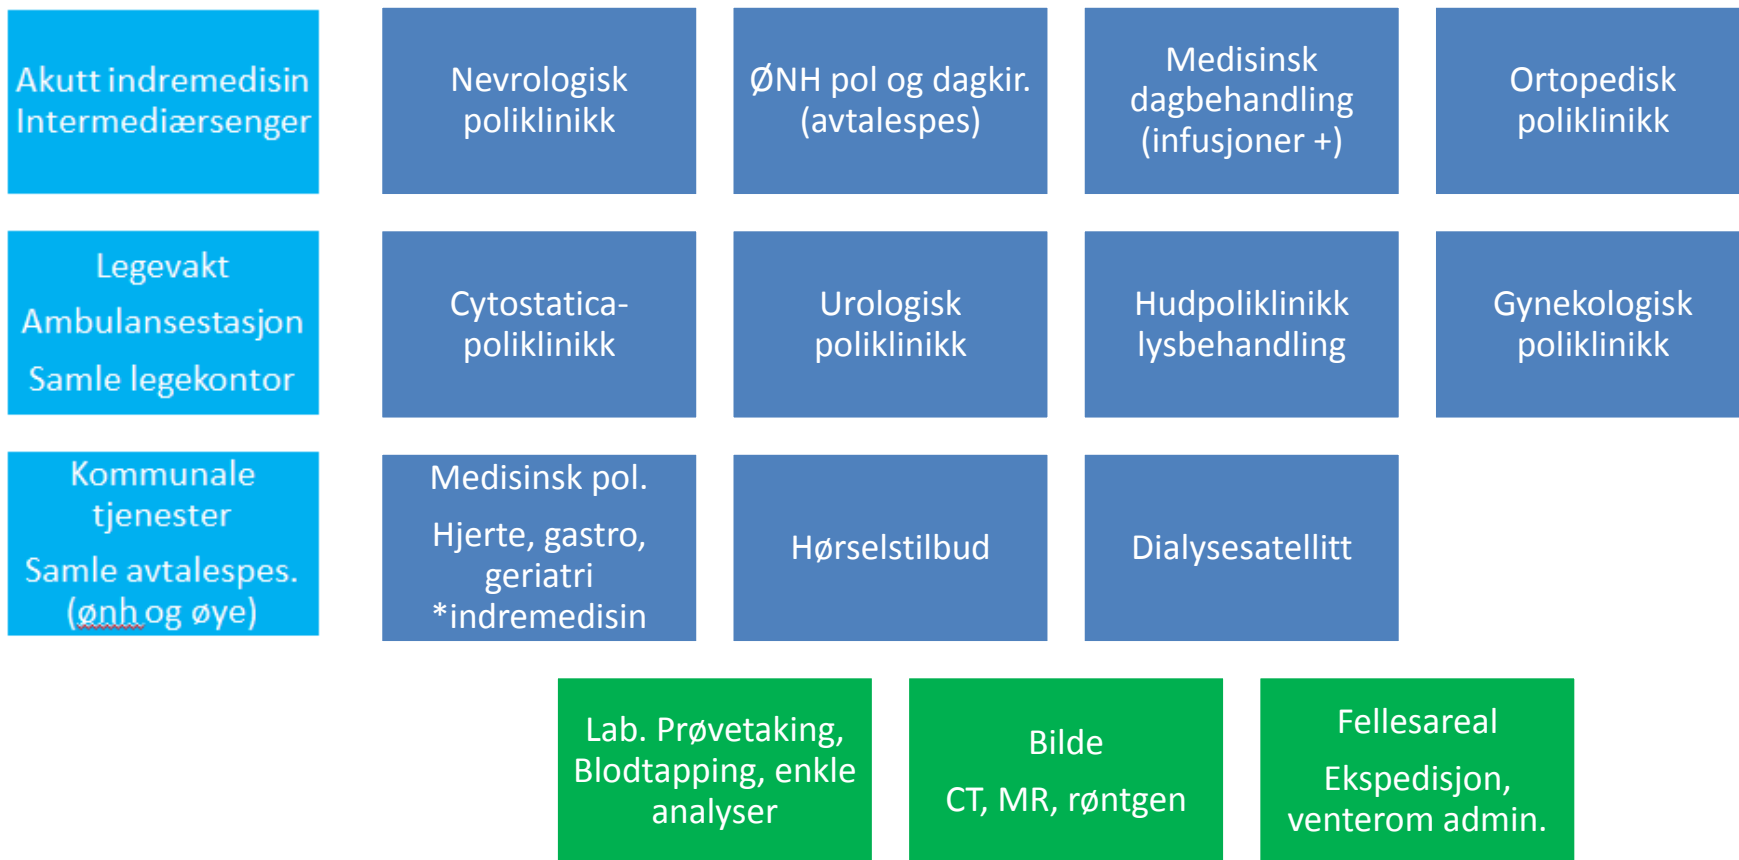 Akutt indremedisin
Intermediærsenger
Nevrologisk
poliklinikk
ØNH pol og dagkir.
(avtalespes)
Medisinsk
dagbehandling
(infusjoner +)
Ortopedisk
poliklinikk
Legevakt
Ambulansestasjon
Samle legekontor
Cytostatica-
poliklinikk
Urologisk
poliklinikk
Hudpoliklinikk
lysbehandling
Gynekologisk
poliklinikk
Kommunale
tjenester
Samle avtalespes.
(ønh og øye)
Medisinsk pol.
Hjerte, gastro,
geriatri
*indremedisin
Hørselstilbud
Dialysesatellitt
Lab. Prøvetaking,
Blodtapping, enkle
analyser
Bilde
CT, MR, røntgen
Fellesareal
Ekspedisjon,
venterom admin.